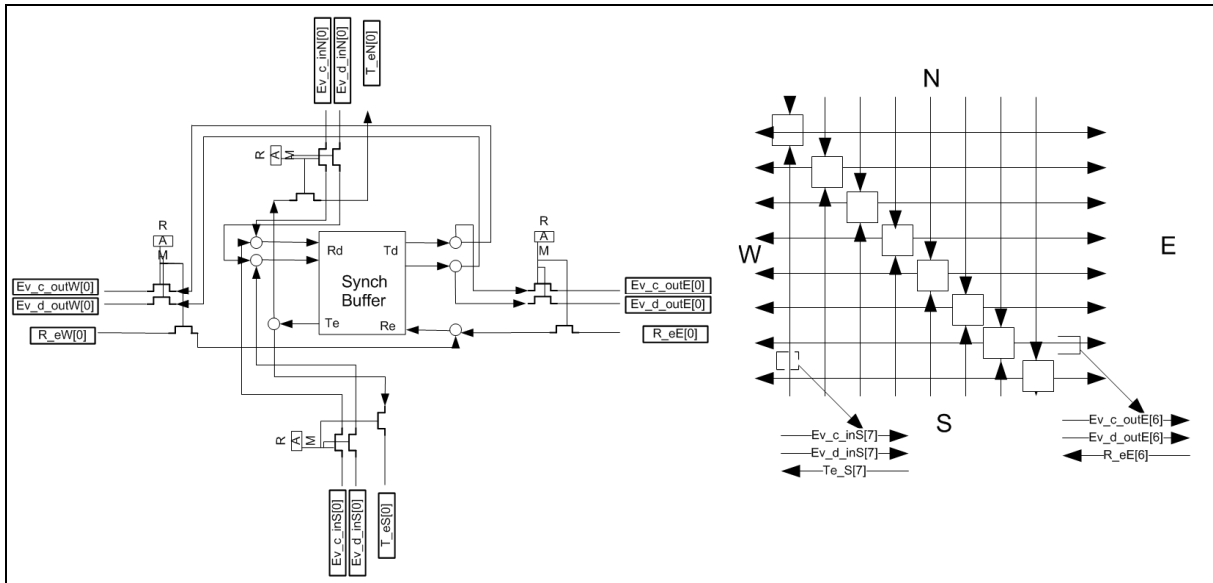 Ev_c_inN[0]
Ev_d_inN[0]
T_eN[0]
R
A
M
R
A
M
Ev_c_outW[0]
Ev_d_outW[0]
R_eW[0]
Rd
Td
Synch
Buffer
Te
Re
R
A
M
Ev_c_outE[0]
Ev_d_outE[0]
R_eE[0]
R
A
M
Ev_c_inS[0]
Ev_d_inS[0]
T_eS[0]
N
W
E
S
Ev_c_inS[7]
Ev_d_inS[7]
Te_S[7]
Ev_c_outE[6]
Ev_d_outE[6]
R_eE[6]